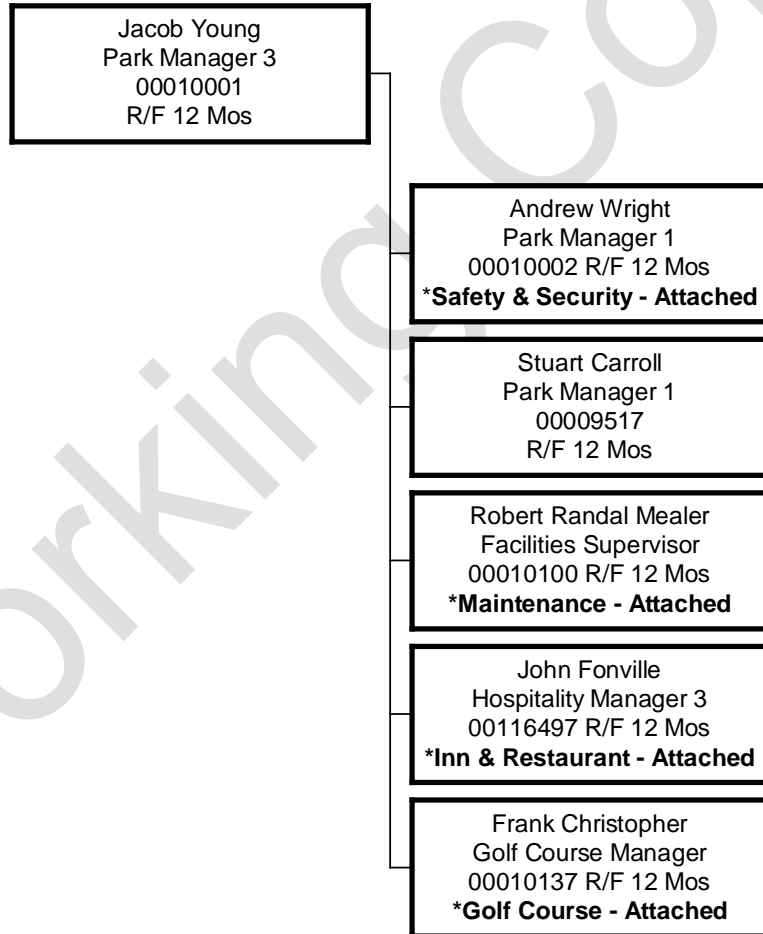 Jacob Young
Park Manager 3
00010001
R/F 12 Mos
Andrew Wright
Park Manager 1
00010002 R/F 12 Mos
*Safety & Security - Attached
Stuart Carroll
Park Manager 1
00009517
R/F 12 Mos
Robert Randal Mealer
Facilities Supervisor
00010100 R/F 12 Mos
*Maintenance - Attached
John Fonville
Hospitality Manager 3
00116497 R/F 12 Mos
*Inn & Restaurant - Attached
Frank Christopher
Golf Course Manager
00010137 R/F 12 Mos
*Golf Course - Attached